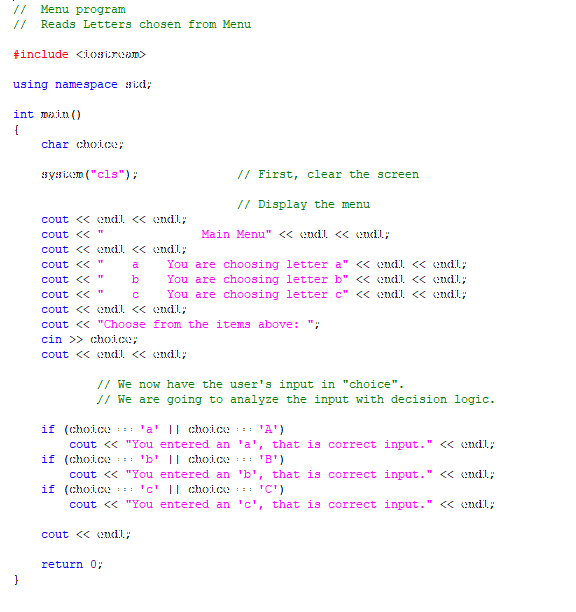 //  Menu program
//  Reads Letters chosen from Menu
#include <iostream>
using namespace std;
int main()
{
    char choice;
    system("cls");              // First, clear the screen
                                // Display the menu
    cout << endl << endl;
    cout << "              Main Menu" << endl << endl;
    cout << endl << endl;
    cout << "    a    You are choosing letter a" << endl << endl;
    cout << "    b    You are choosing letter b" << endl << endl;
    cout << "    c    You are choosing letter c" << endl << endl;
    cout << endl << endl;
    cout << "Choose from the items above: ";
    cin >> choice;
    cout << endl << endl;
            // We now have the user's input in "choice".
            // We are going to analyze the input with decision logic.
    if (choice == 'a' || choice == 'A')
        cout << "You entered an 'a', that is correct input." << endl;
    if (choice == 'b' || choice == 'B')
        cout << "You entered an 'b', that is correct input." << endl;
    if (choice == 'c' || choice == 'C')
        cout << "You entered an 'c', that is correct input." << endl;
    cout << endl;
    return 0;
}